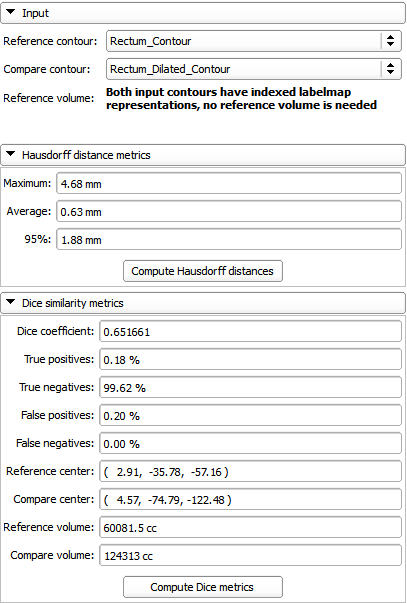 Input
Reference contour: Rectum_Contour
Compare contour: Rectum_Dilated_Contour
Reference volume: Both input contours have indexed labelmap
representations, no reference volume is needed
Hausdorff distance metrics
Maximum: 4.68 mm
Average: 0.63 mm
95%: 1.88 mm
Compute Hausdorff distances
Dice similarity metrics
Dice coefficient: 0.651661
True positives: 0.18 %
True negatives: 99.62 %
False positives: 0.20 %
False negatives: 0.00 %
Reference center: ( 2.91, -35.78, -57.16 )
Compare center: ( 4.57, -74.79, -122.48 )
Reference volume: 60081.5 cc
Compare volume: 124313 cc
Compute Dice metrics